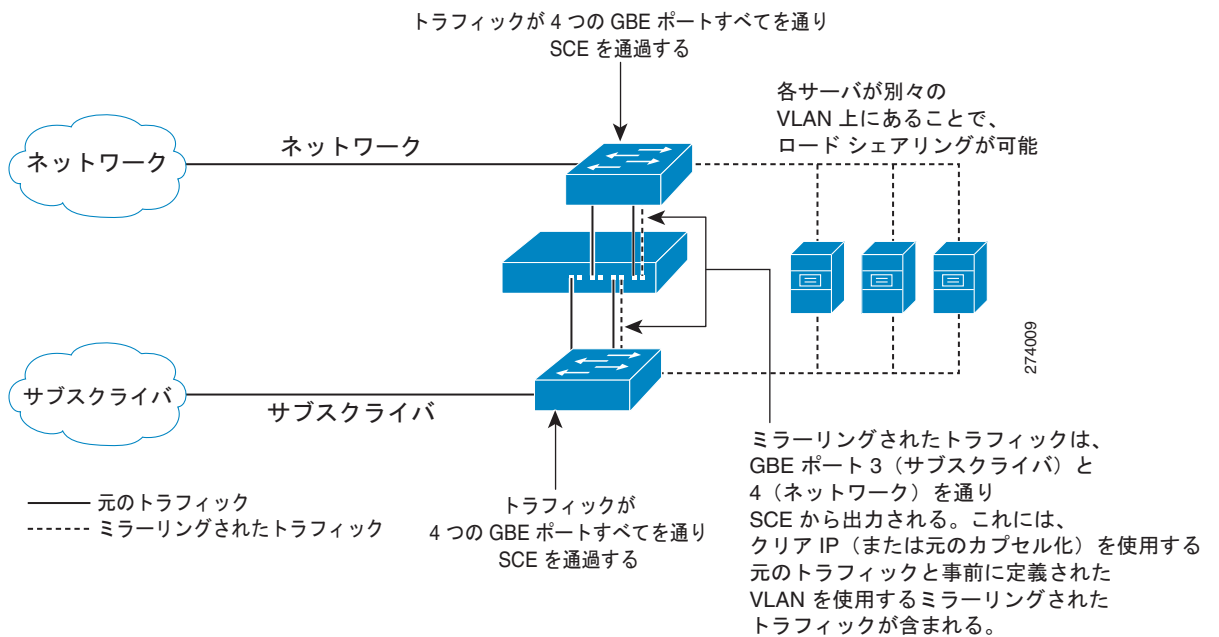 トラフィックが 4 つの GBE ポートすべてを通り
SCE を通過する
各サーバが別々の
VLAN 上にあることで、
ロード シェアリングが可能
ネットワーク
ネットワーク
サブスクライバ
サブスクライバ
274009
元のトラフィック
ミラーリングされたトラフィック
トラフィックが
4 つの GBE ポートすべてを通り
SCE を通過する
ミラーリングされたトラフィックは、
GBE ポート 3（サブスクライバ）と
4（ネットワーク）を通り
SCE から出力される。これには、
クリア IP（または元のカプセル化）を使用する
元のトラフィックと事前に定義された
VLAN を使用するミラーリングされた
トラフィックが含まれる。